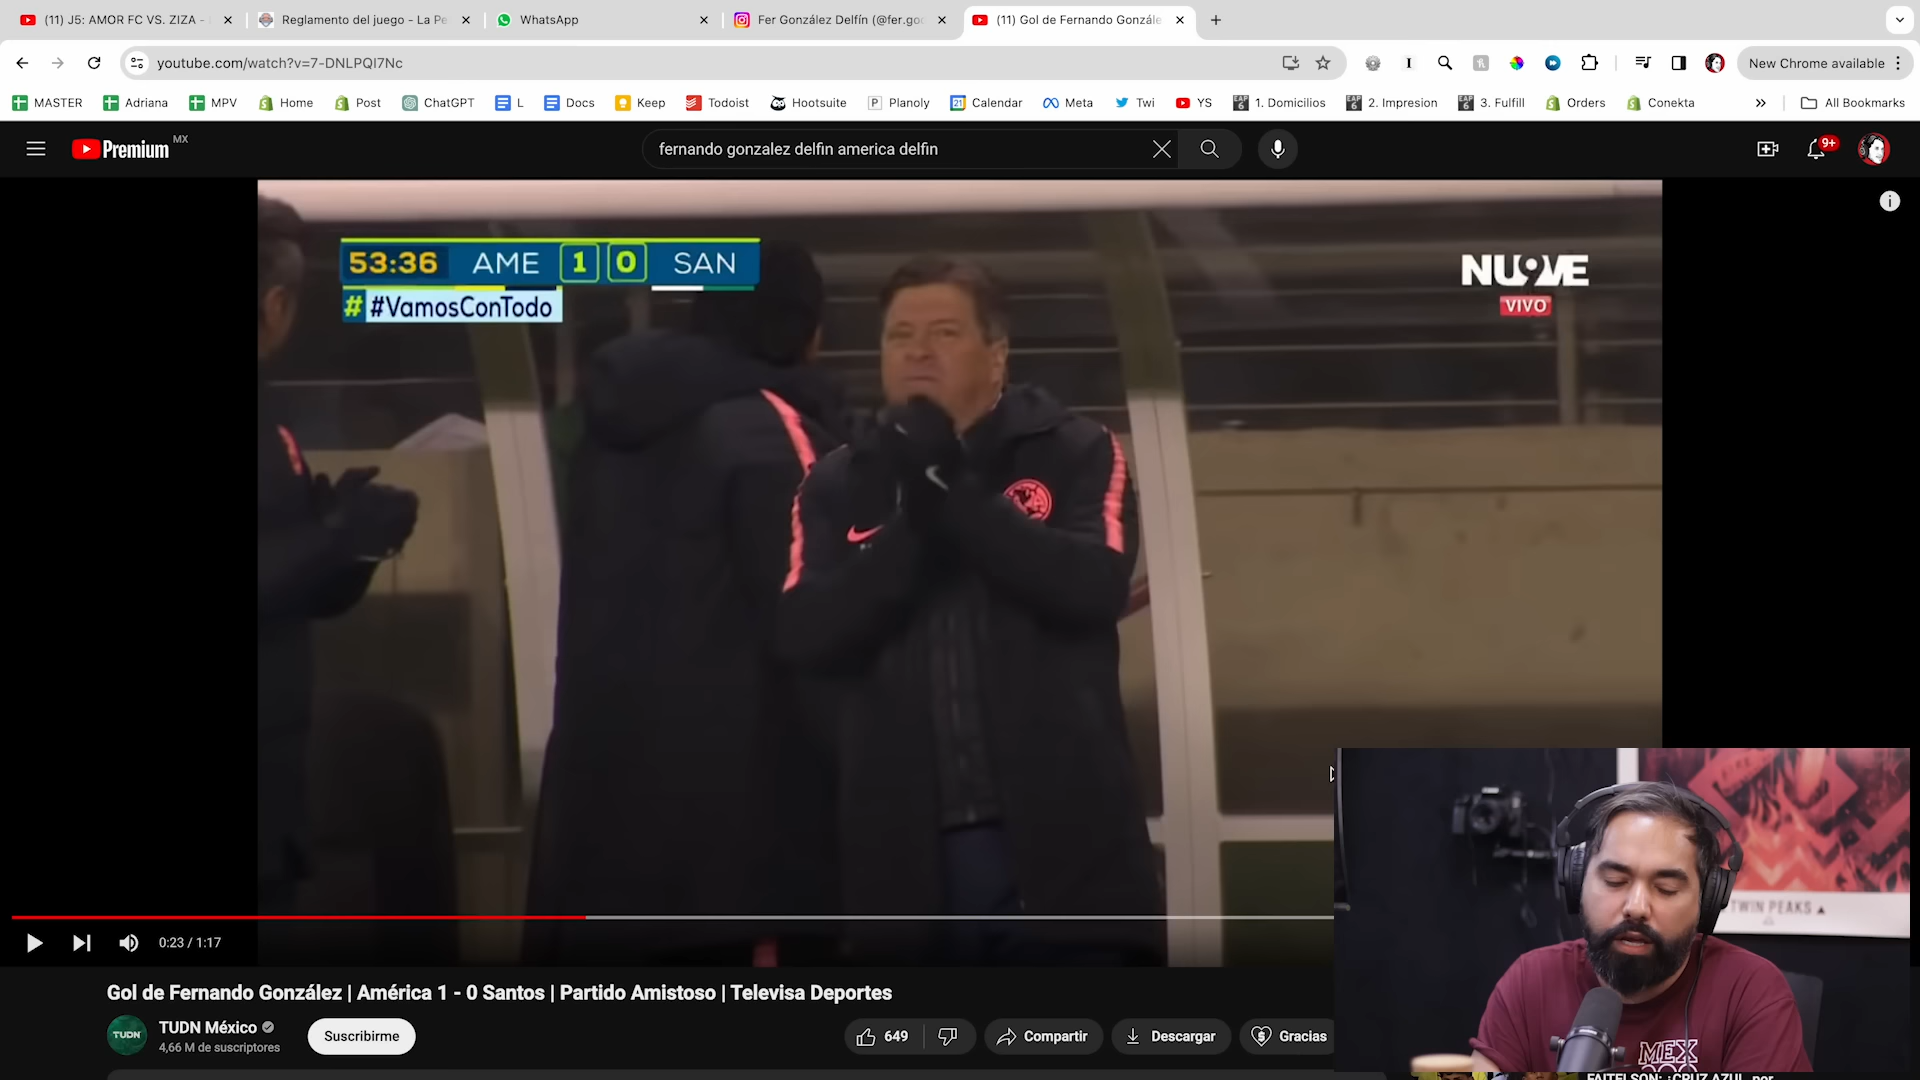 (11) J5: AMOR FC VS. ZIZA -
Reglamento del juego - La Pe
WhatsApp
Fer González Delfín (@fer.go
(11) Gol de Fernando Gonzále
youtube.com/watch?v=7-DNLPQI7Nc
New Chrome available
MASTER
Adriana
MPV
Home
Post
ChatGPT
L
Docs
Keep
Todoist
Hootsuite
Planoly
Calendar
Meta
Twi
YS
1. Domicilios
2. Impresion
3. Fulfill
Orders
Conekta
All Bookmarks
Premium MX
fernando gonzalez delfin america delfin
9+
53:36 AME 1 0 SAN
# #VamosConTodo
NU9VE
VIVO
TWIN PEAKS
MEX
0:23 / 1:17
Gol de Fernando González | América 1 - 0 Santos | Partido Amistoso | Televisa Deportes
TUDN
TUDN México
4,66 M de suscriptores
Suscribirme
649
Compartir
Descargar
Gracias
FAITELSON: ¡CRUZ AZUL, por